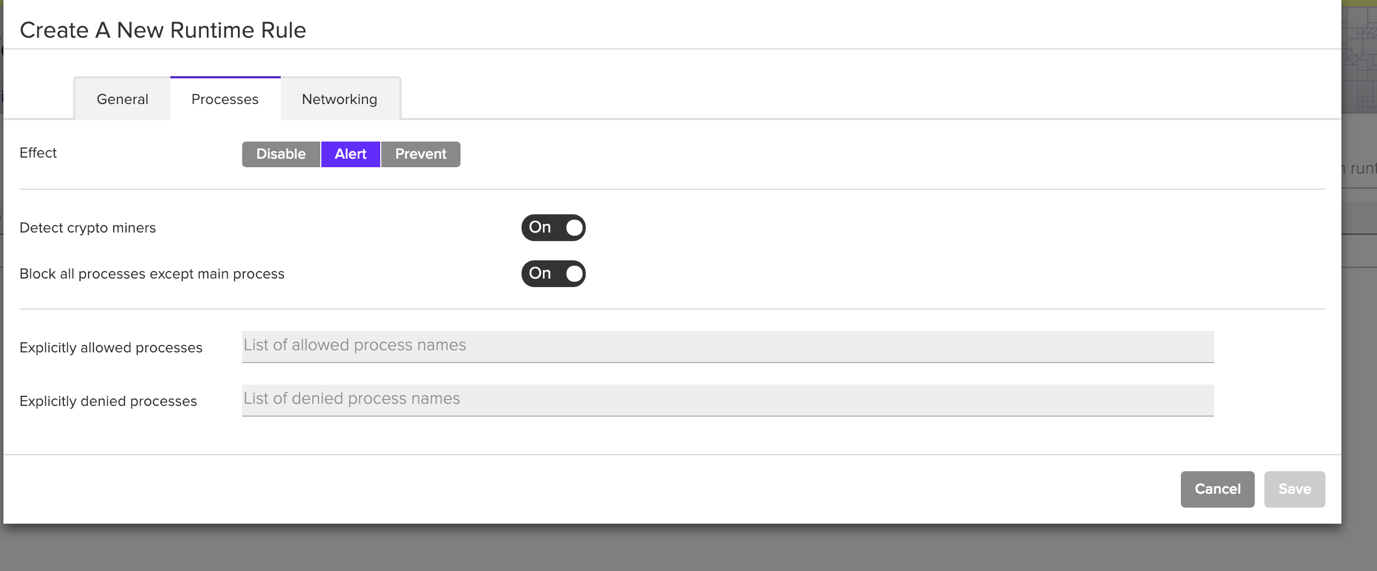 Create A New Runtime Rule
General Processes Networking
Effect Disable Alert Prevent
n runt
Detect crypto miners On
Block all processes except main process On
Explicitly allowed processes List of allowed process names
Explicitly denied processes List of denied process names
Cancel Save